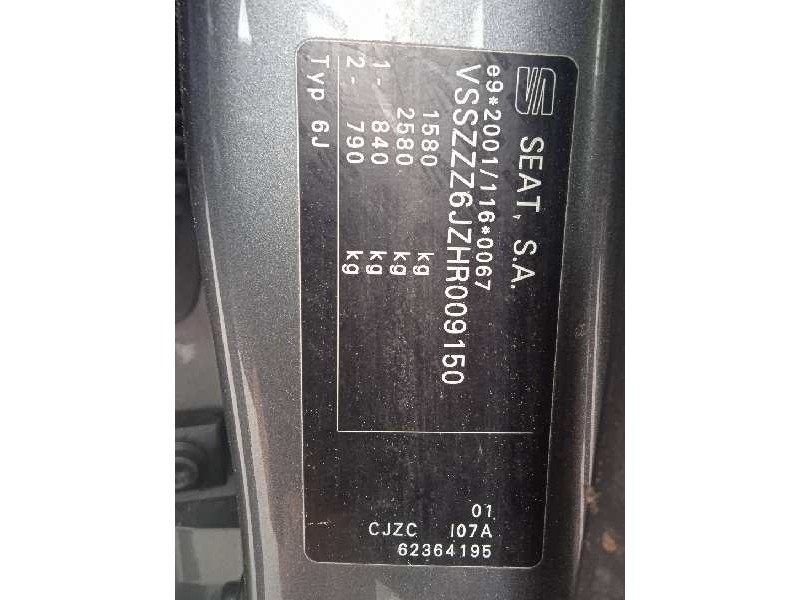 SEAT, S.A.
e9*2001/116*0067
VSSZZZ6JZHR009150
1580 kg
2580 kg
1- 840 kg
2- 790 kg
Typ 6J
01
CJZC I07A
62364195